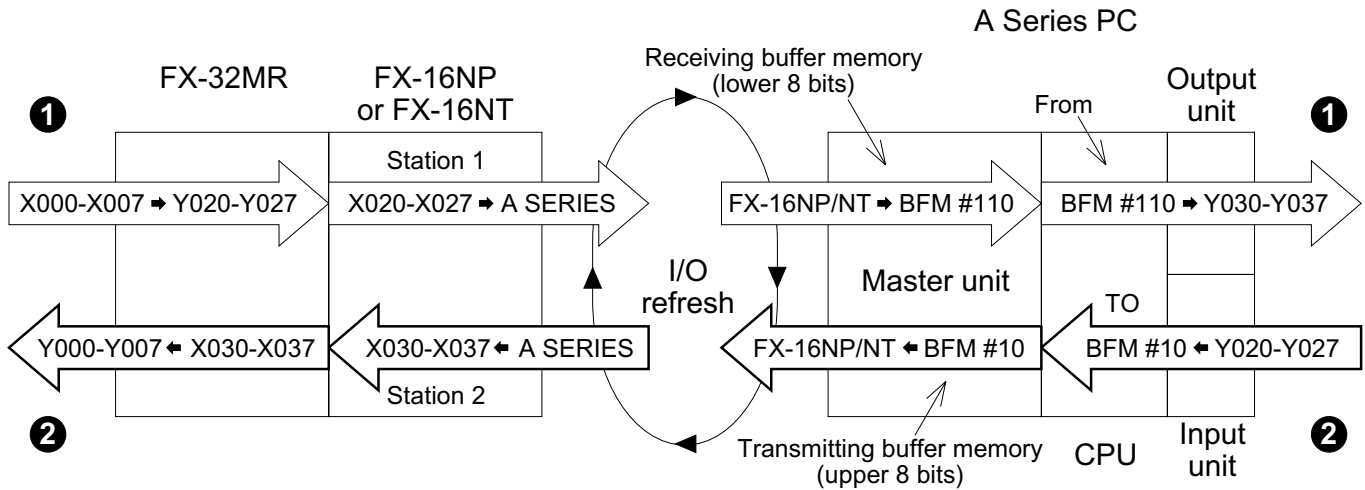 A Series PC
Receiving buffer memory
(lower 8 bits)
FX-32MR
FX-16NP
or FX-16NT
From
Output
unit
1
1
Station 1
X000-X007 ➡ Y020-Y027
X020-X027 ➡ A SERIES
FX-16NP/NT ➡ BFM #110
BFM #110 ➡ Y030-Y037
I/O
refresh
Master unit
TO
Y000-Y007 ⬅ X030-X037
X030-X037 ⬅ A SERIES
FX-16NP/NT ⬅ BFM #10
BFM #10 ⬅ Y020-Y027
Station 2
2
2
Transmitting buffer memory
(upper 8 bits)
CPU
Input
unit